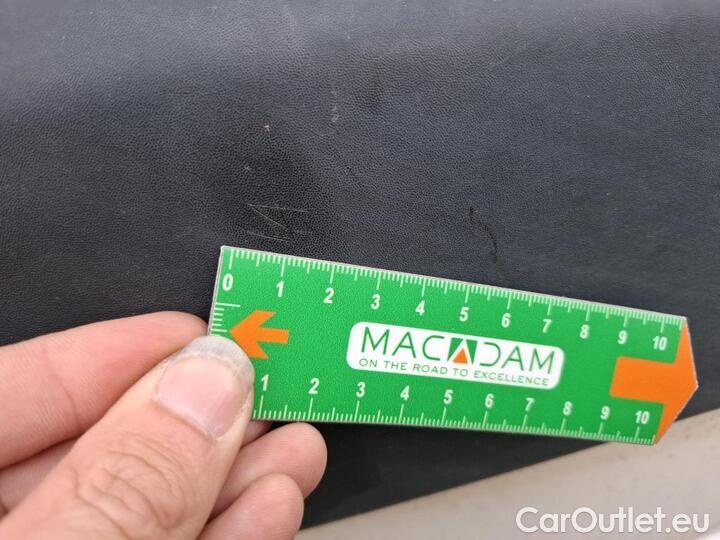 0 1 2 3 4 5 6 7 8 9 10
MACADAM
ON THE ROAD TO EXCELLENCE
1 2 3 4 5 6 7 8 9 10
CarOutlet.eu